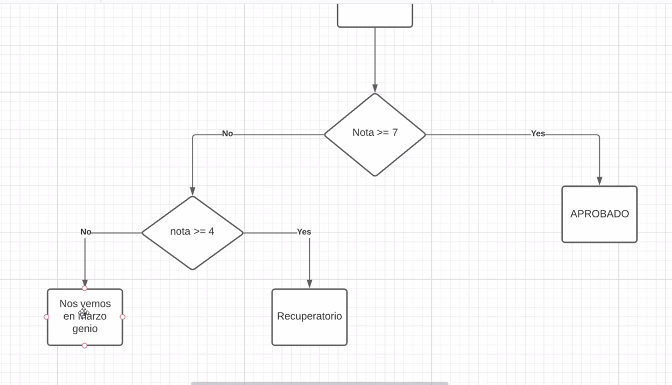 Nota >= 7
No
Yes
APROBADO
nota >= 4
No
Yes
Nos vemos
en Marzo
genio
Recuperatorio